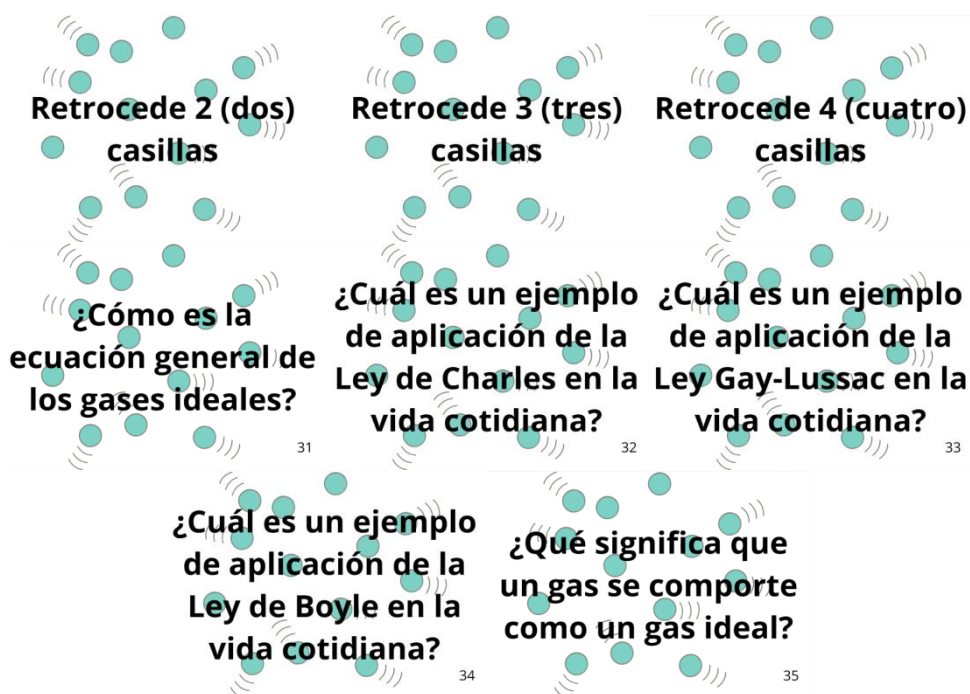 Retrocede 2 (dos)
casillas
Retrocede 3 (tres)
casillas
Retrocede 4 (cuatro)
casillas
¿Cómo es la
ecuación general de
los gases ideales?
31
¿Cuál es un ejemplo
de aplicación de la
Ley de Charles en la
vida cotidiana?
32
¿Cuál es un ejemplo
de aplicación de la
Ley Gay-Lussac en la
vida cotidiana?
33
¿Cuál es un ejemplo
de aplicación de la
Ley de Boyle en la
vida cotidiana?
34
¿Qué significa que
un gas se comporte
como un gas ideal?
35